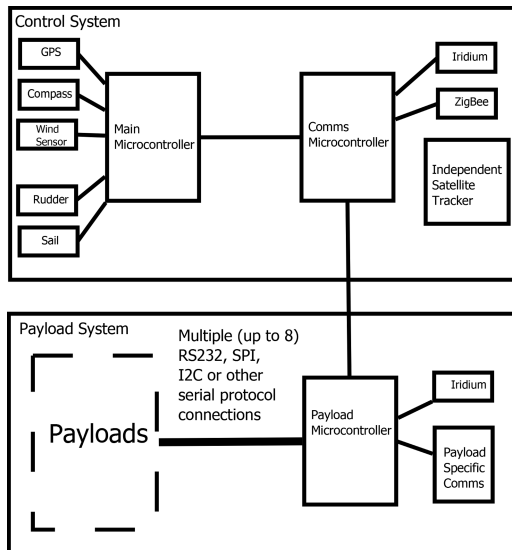 Control System
GPS
Compass
Wind
Sensor
Rudder
Sail
Main
Microcontroller
Comms
Microcontroller
Iridium
ZigBee
Independent
Satellite
Tracker
Payload System
Payloads
Multiple (up to 8)
RS232, SPI,
I2C or other
serial protocol
connections
Payload
Microcontroller
Iridium
Payload
Specific
Comms